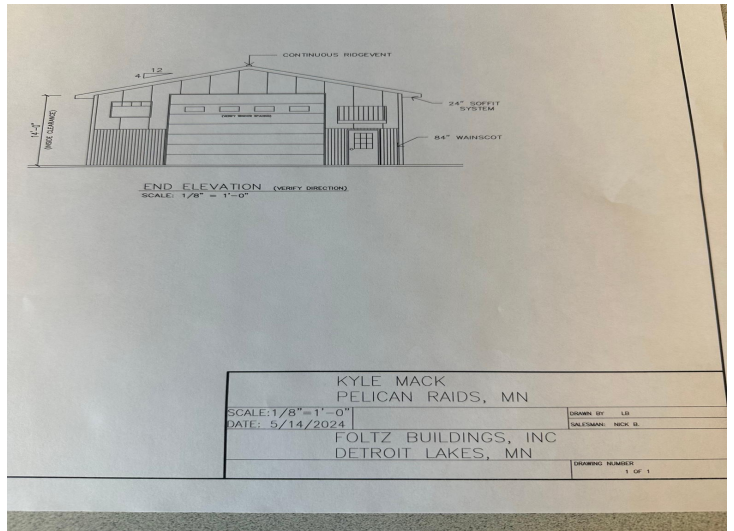 CONTINUOUS RIDGEVENT
12
4
24" SOFFIT
SYSTEM
14'-0"
(INSIDE CLEARANCE)
84" WAINSCOT
END ELEVATION (VERIFY DIRECTION)
SCALE: 1/8" = 1'-0"
KYLE MACK
PELICAN RAIDS, MN
SCALE:1/8"=1'-0"
DATE: 5/14/2024
DRAWN BY LB
SALESMAN: NICK B.
FOLTZ BUILDINGS, INC
DETROIT LAKES, MN
DRAWING NUMBER
1 OF 1